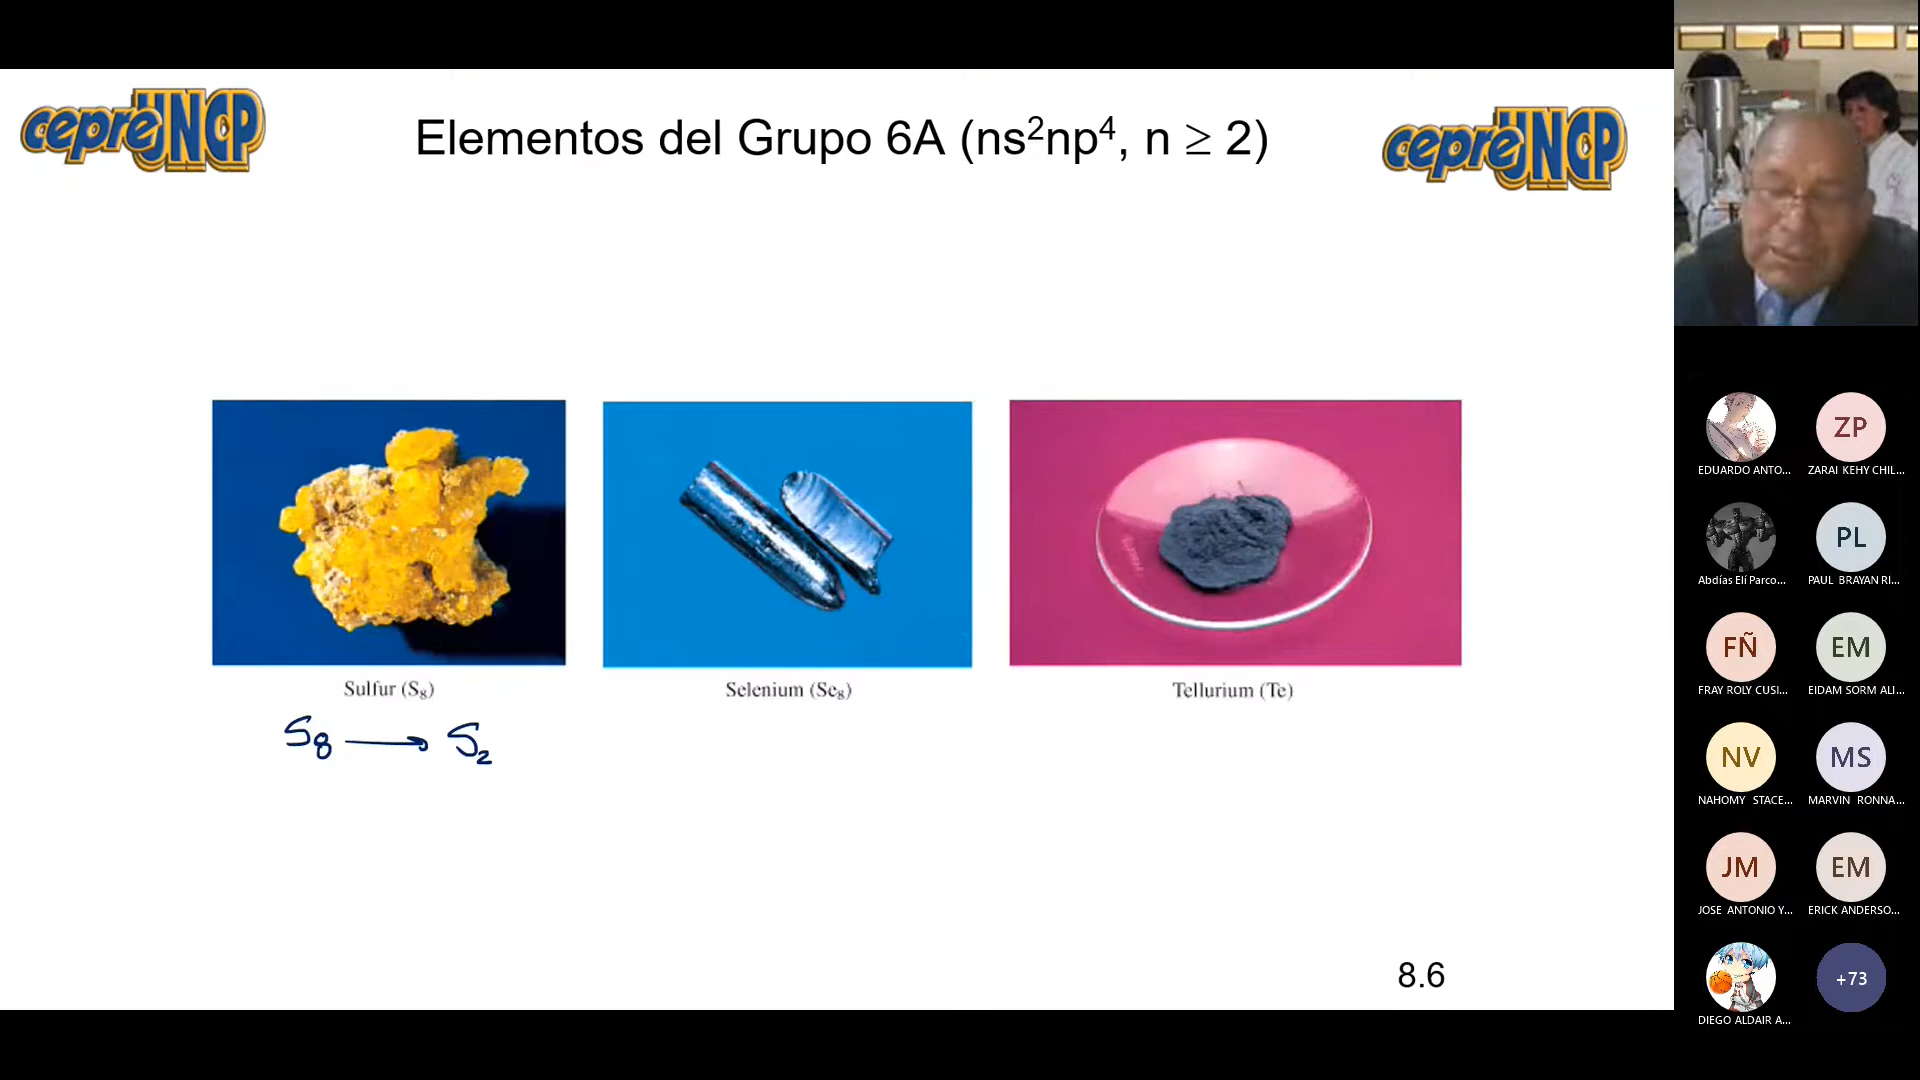 cepreUNCP
Elementos del Grupo 6A (ns²np⁴, n ≥ 2)
cepreUNCP
Sulfur (S₈)
Selenium (Se₈)
Tellurium (Te)
S₈ → S₂
8.6
EDUARDO ANTO...
ZP
ZARAI KEHY CHIL...
Abdías Elí Parco...
PL
PAUL BRAYAN RI...
FÑ
FRAY ROLY CUSI...
EM
EIDAM SORM ALI...
NV
NAHOMY STACE...
MS
MARVIN RONNA...
JM
JOSE ANTONIO Y...
EM
ERICK ANDERSO...
DIEGO ALDAIR A...
+73